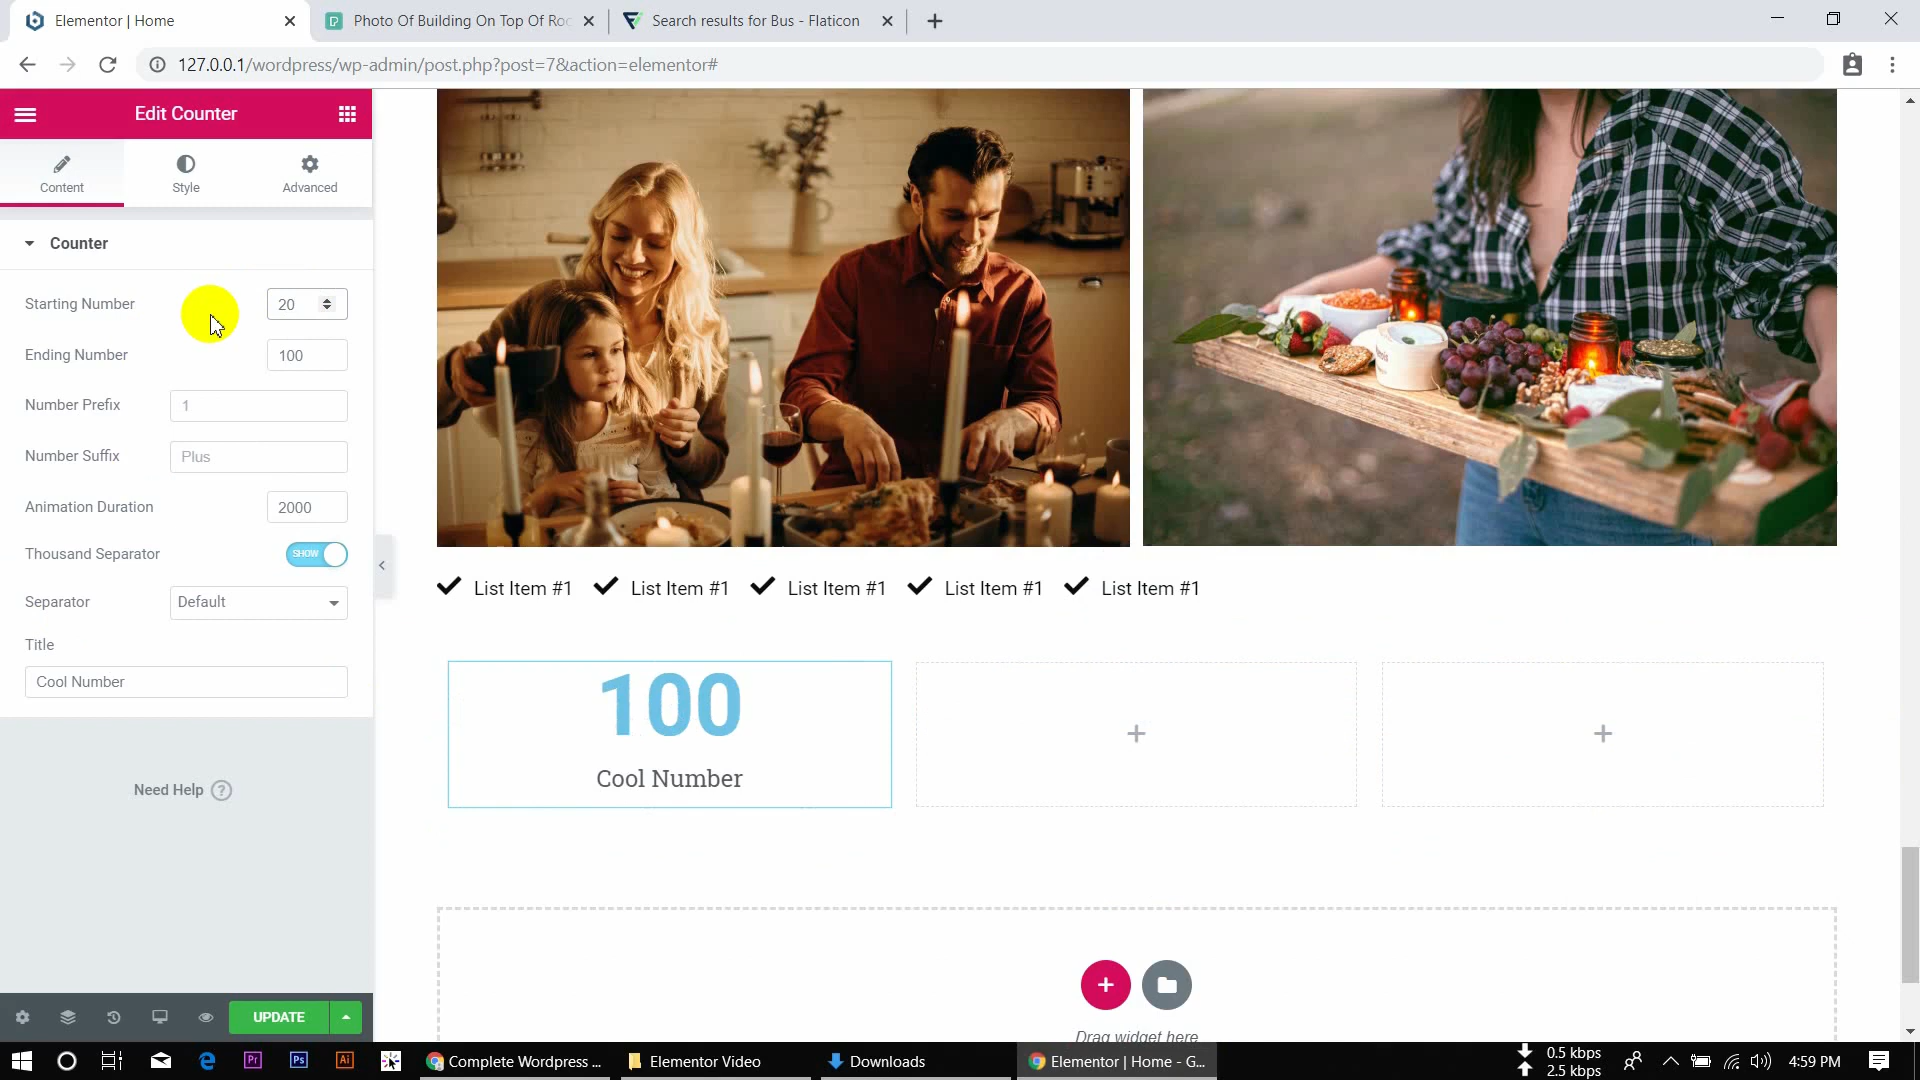 Elementor | Home
Photo Of Building On Top Of Roc
Search results for Bus - Flaticon
127.0.0.1/wordpress/wp-admin/post.php?post=7&action=elementor#
Edit Counter
Content
Style
Advanced
Counter
Starting Number
20
Ending Number
100
Number Prefix
1
Number Suffix
Plus
Animation Duration
2000
Thousand Separator
SHOW
Separator
Default
Title
Cool Number
Need Help ?
List Item #1
List Item #1
List Item #1
List Item #1
List Item #1
100
Cool Number
Drag widget here
UPDATE
Pr
Ps
Ai
Complete Wordpress ...
Elementor Video
Downloads
Elementor | Home - G...
0.5 kbps
2.5 kbps
4:59 PM